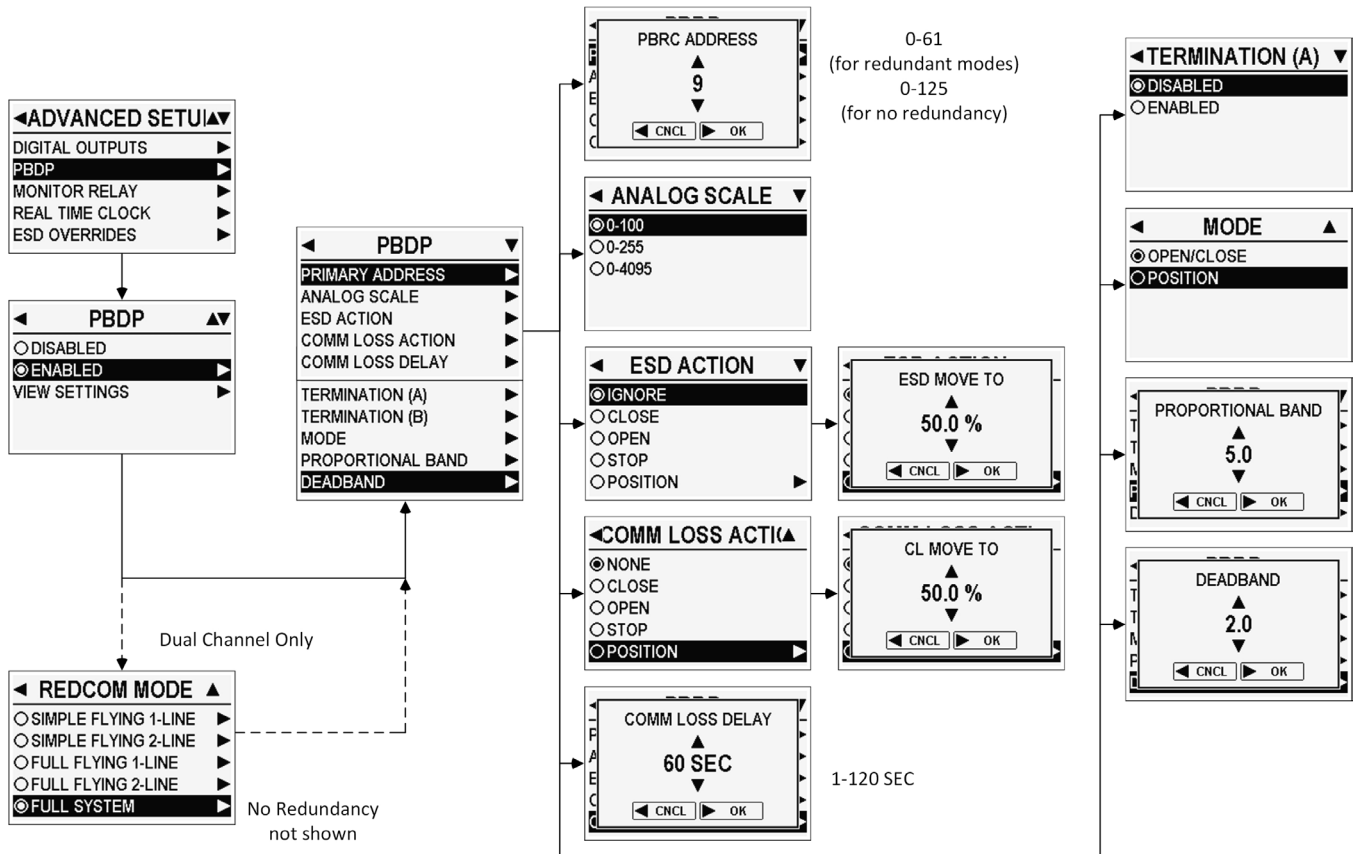 ◄ADVANCED SETUI▲▼
DIGITAL OUTPUTS ►
PBDP ►
MONITOR RELAY ►
REAL TIME CLOCK ►
ESD OVERRIDES ►
◄ PBDP ▲▼
DISABLED
ENABLED ►
VIEW SETTINGS ►
Dual Channel Only
◄ REDCOM MODE ▲
SIMPLE FLYING 1-LINE ►
SIMPLE FLYING 2-LINE ►
FULL FLYING 1-LINE ►
FULL FLYING 2-LINE ►
FULL SYSTEM ►
No Redundancy
not shown
◄ PBDP ▼
PRIMARY ADDRESS ►
ANALOG SCALE ►
ESD ACTION ►
COMM LOSS ACTION ►
COMM LOSS DELAY ►
TERMINATION (A) ►
TERMINATION (B) ►
MODE ►
PROPORTIONAL BAND ►
DEADBAND ►
PBRC ADDRESS
▲
9
▼
◄ CNCL ► OK
0-61
(for redundant modes)
0-125
(for no redundancy)
◄ ANALOG SCALE ▼
0-100
0-255
0-4095
◄ ESD ACTION ▼
IGNORE
CLOSE
OPEN
STOP
POSITION ►
ESD MOVE TO
▲
50.0 %
▼
◄ CNCL ► OK
◄COMM LOSS ACTI(▲
NONE
CLOSE
OPEN
STOP
POSITION ►
CL MOVE TO
▲
50.0 %
▼
◄ CNCL ► OK
COMM LOSS DELAY
▲
60 SEC
▼
◄ CNCL ► OK
1-120 SEC
◄TERMINATION (A) ▼
DISABLED
ENABLED
◄ MODE ▲
OPEN/CLOSE
POSITION
PROPORTIONAL BAND
▲
5.0
▼
◄ CNCL ► OK
DEADBAND
▲
2.0
▼
◄ CNCL ► OK